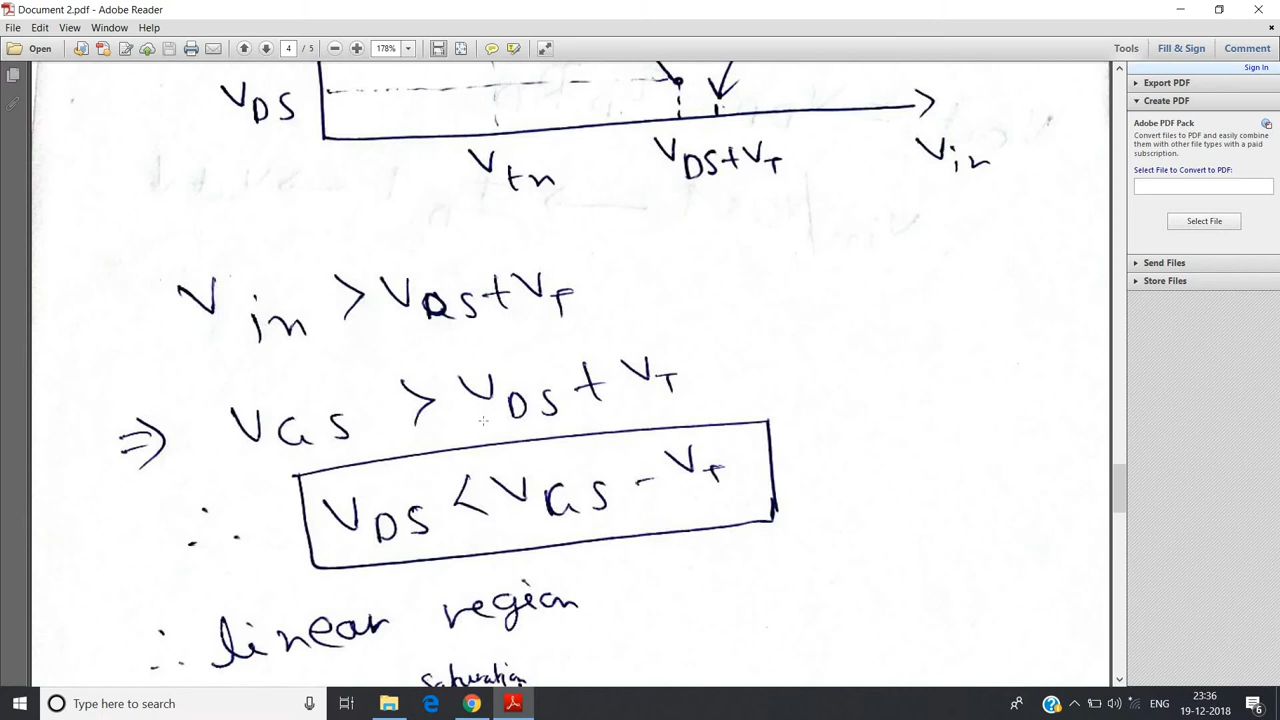 Document 2.pdf - Adobe Reader
File Edit View Window Help
Open 4 / 5 178% Tools Fill & Sign Comment
Sign In
Export PDF
Create PDF
Adobe PDF Pack
Convert files to PDF and easily combine
them with other file types with a paid
subscription.
Select File to Convert to PDF:
Select File
Send Files
Store Files
VDS
Vtn VDS+VT Vin
Vin > VDS+VT
⇒ VGS > VDS + VT
∴ VDS < VGS - VT
∴ linear region
saturation
Type here to search
ENG 23:36
19-12-2018 6